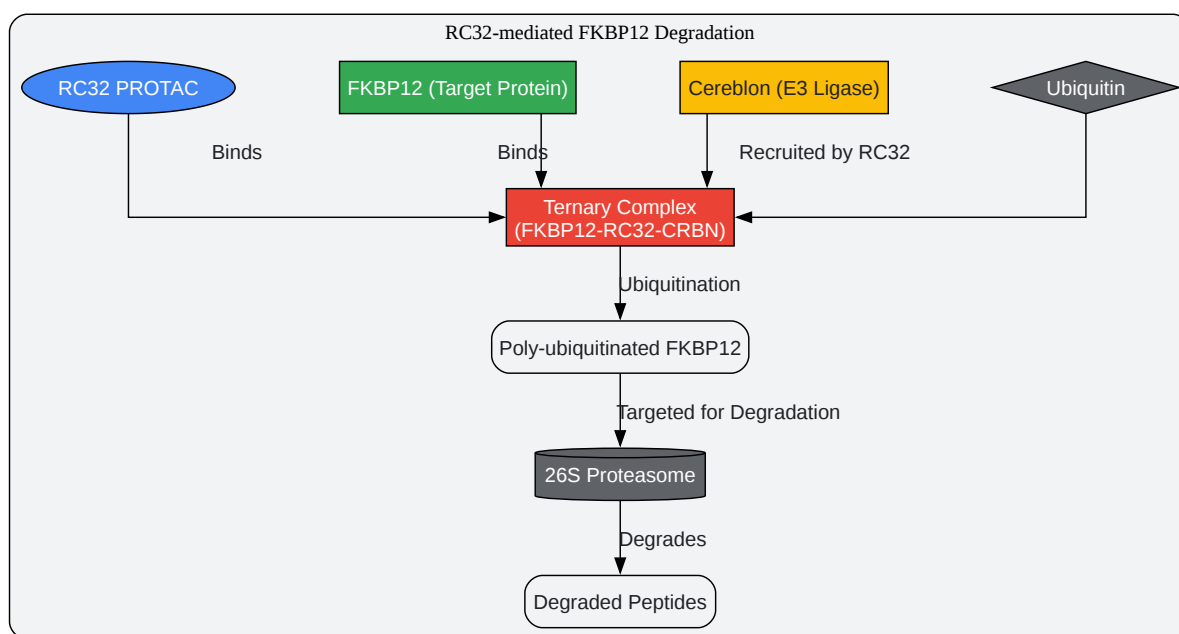 RC32-mediated FKBP12 Degradation
RC32 PROTAC
FKBP12 (Target Protein)
Cereblon (E3 Ligase)
Ubiquitin
Binds
Binds
Recruited by RC32
Ternary Complex
(FKBP12-RC32-CRBN)
Ubiquitination
Poly-ubiquitinated FKBP12
Targeted for Degradation
26S Proteasome
Degrades
Degraded Peptides